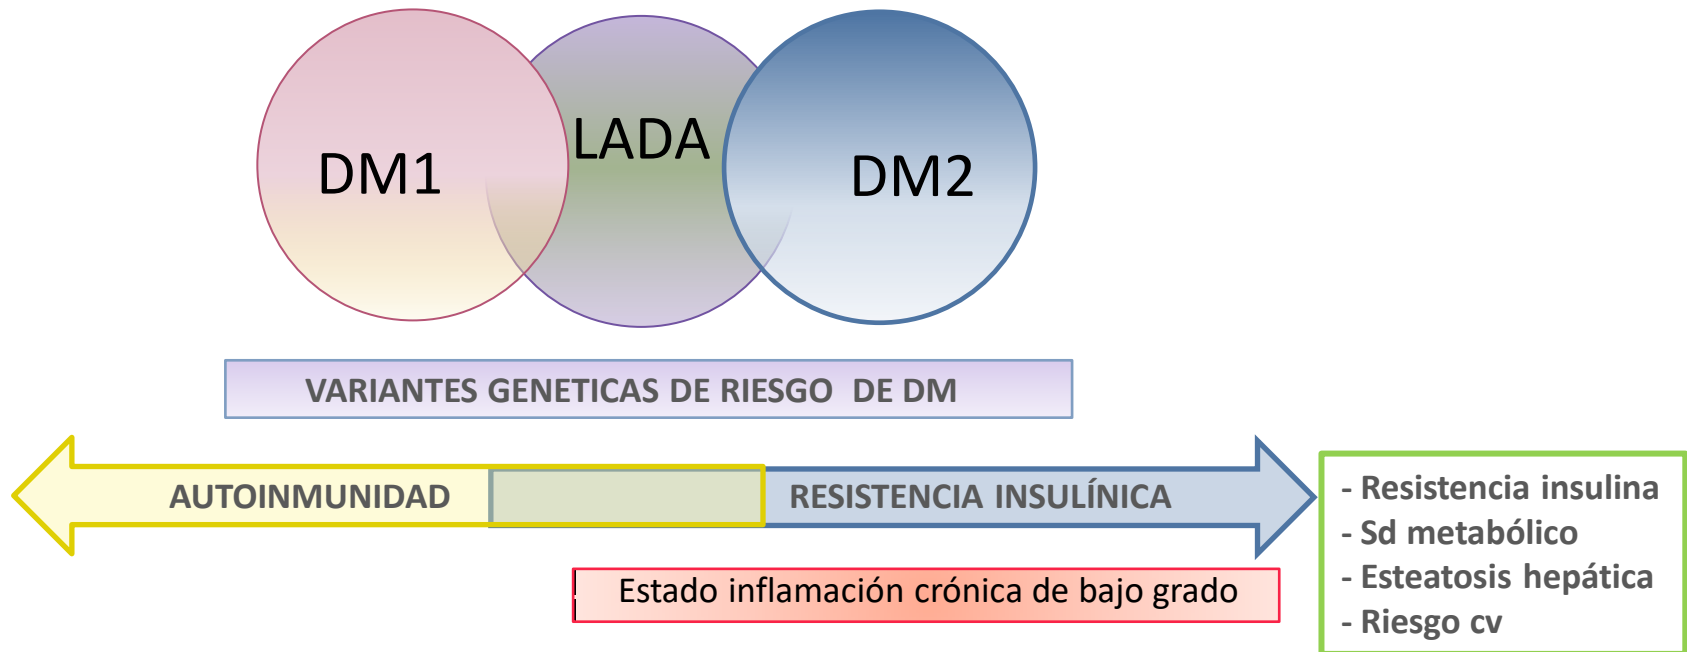 DM1
LADA
DM2
VARIANTES GENETICAS DE RIESGO DE DM
AUTOINMUNIDAD
RESISTENCIA INSULÍNICA
- Resistencia insulina
- Sd metabólico
- Esteatosis hepática
- Riesgo cv
Estado inflamación crónica de bajo grado